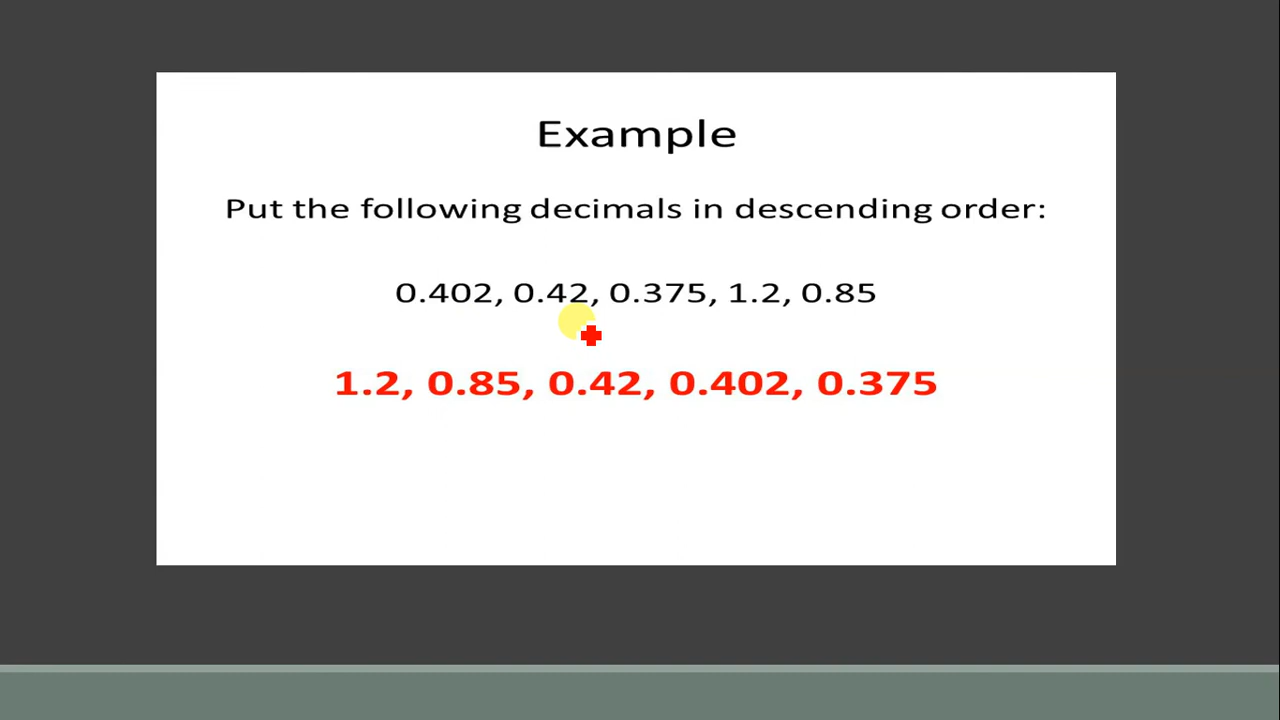 Example
Put the following decimals in descending order:
0.402, 0.42, 0.375, 1.2, 0.85
1.2, 0.85, 0.42, 0.402, 0.375